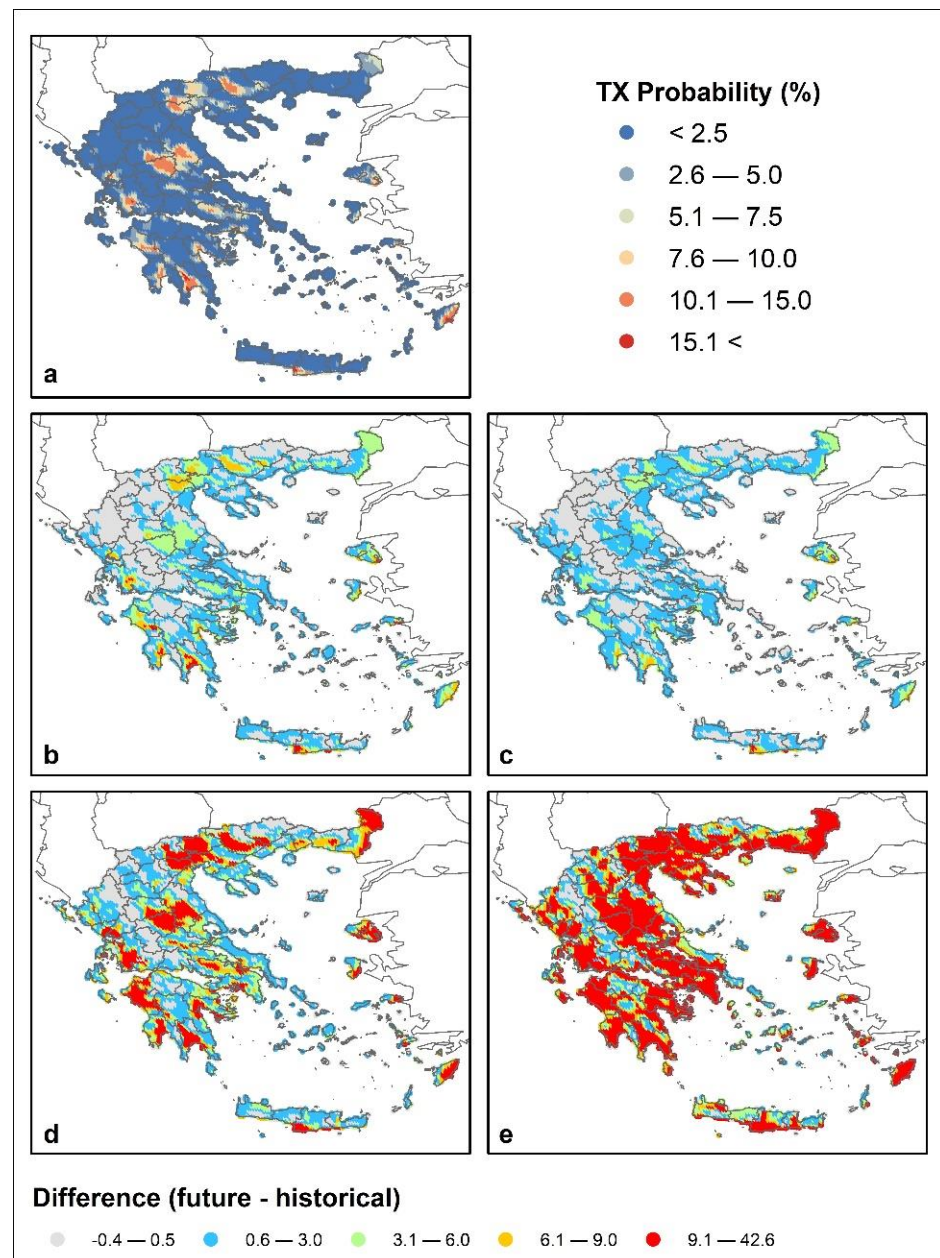 TX Probability (%)
< 2.5
2.6 — 5.0
5.1 — 7.5
7.6 — 10.0
10.1 — 15.0
15.1 <
a
b
c
d
e
Difference (future - historical)
-0.4 — 0.5 0.6 — 3.0 3.1 — 6.0 6.1 — 9.0 9.1 — 42.6